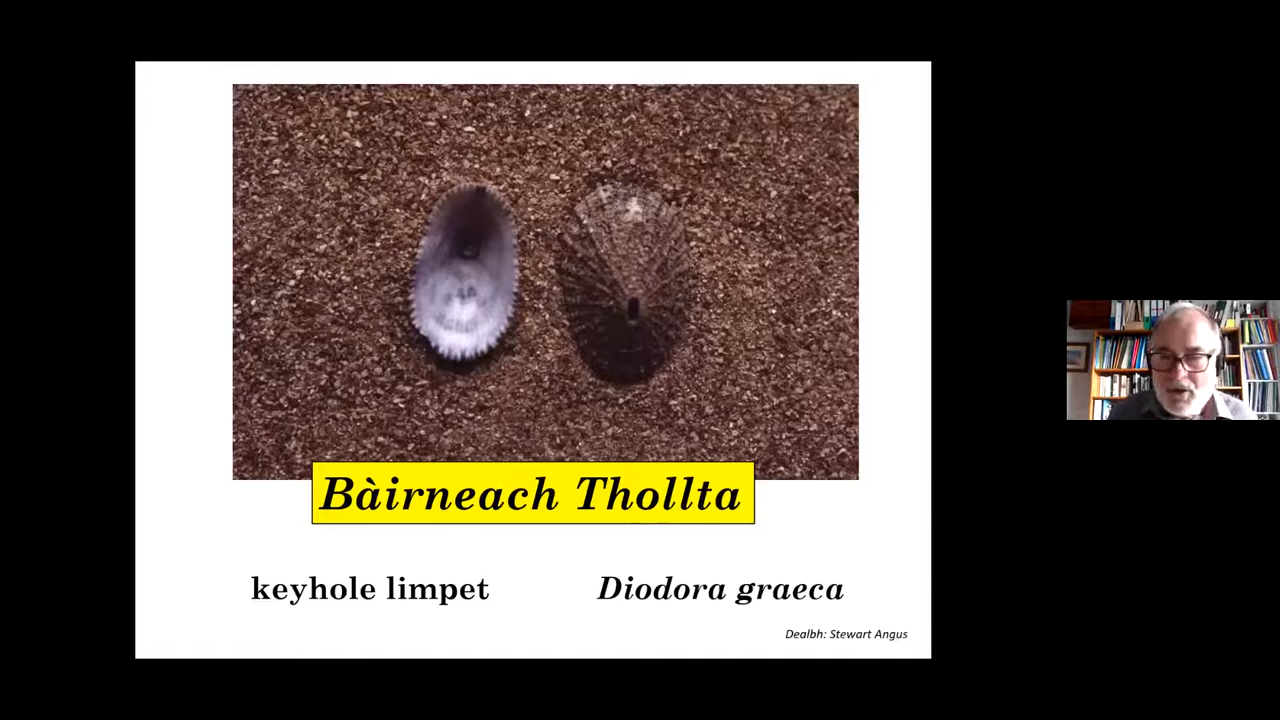 Bàirneach Thollta
keyhole limpet
Diodora graeca
Dealbh: Stewart Angus